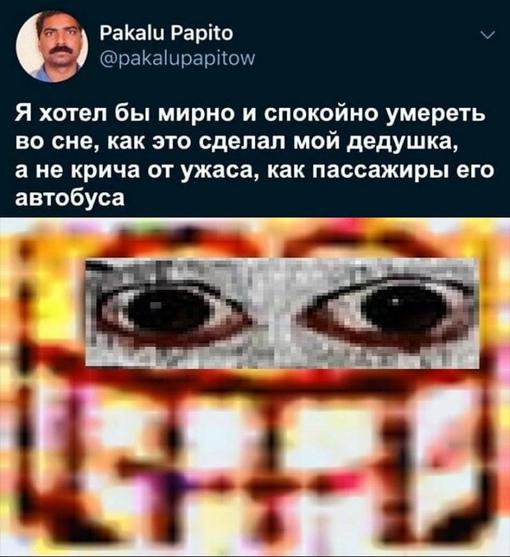 Pakalu Papito
@pakalupapitow
Я хотел бы мирно и спокойно умереть
во сне, как это сделал мой дедушка,
а не крича от ужаса, как пассажиры его
автобуса